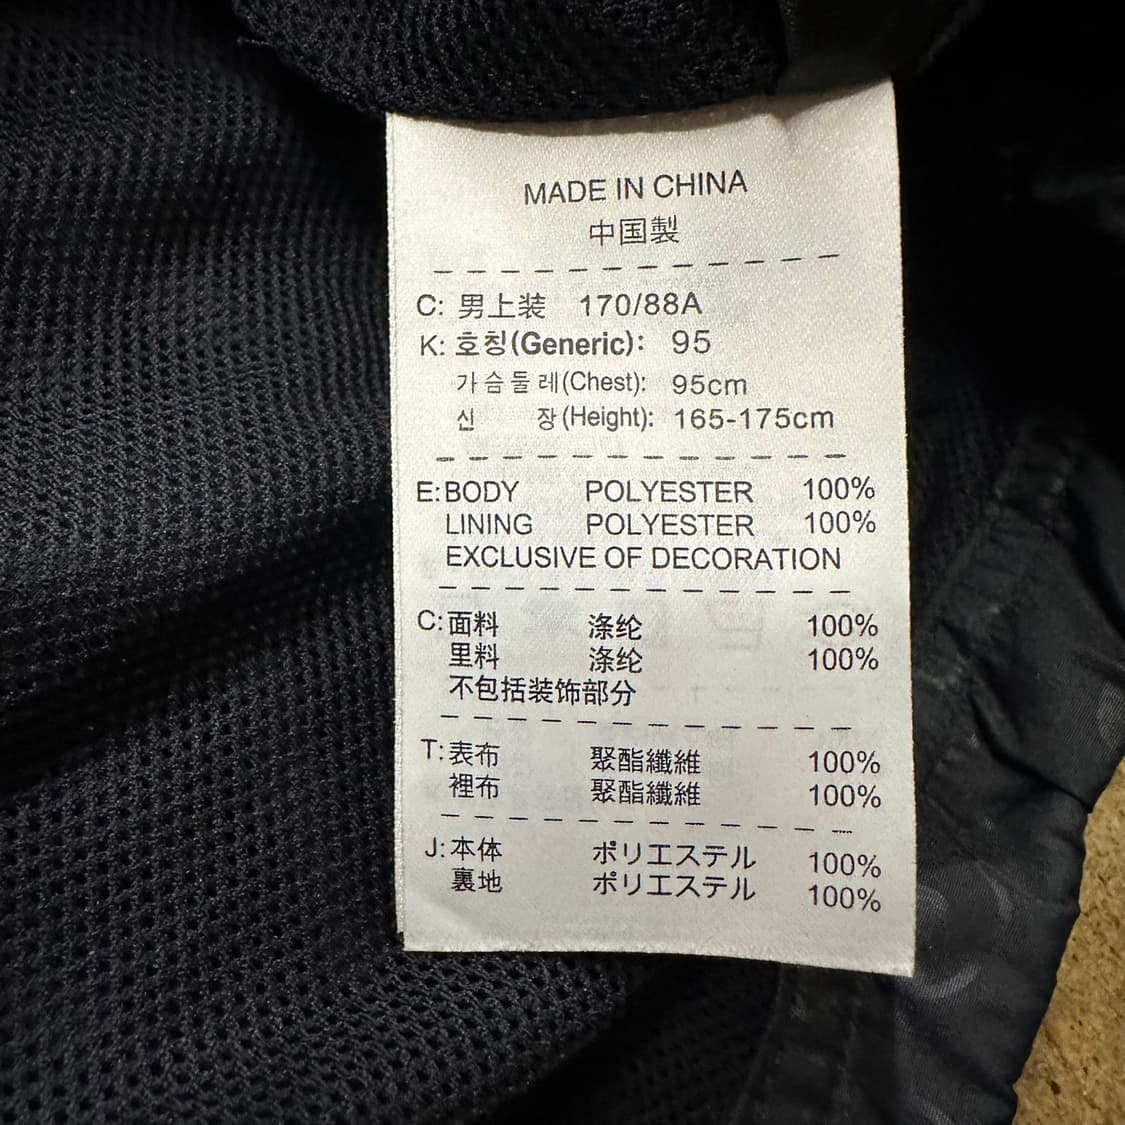 MADE IN CHINA
中国製
C: 男上装 170/88A
K: 호칭(Generic): 95
가슴둘레(Chest): 95cm
신 장(Height): 165-175cm
E:BODY POLYESTER 100%
LINING POLYESTER 100%
EXCLUSIVE OF DECORATION
C:面料 涤纶 100%
里料 涤纶 100%
不包括装饰部分
T:表布 聚酯纖維 100%
裡布 聚酯纖維 100%
J:本体 ポリエステル 100%
裏地 ポリエステル 100%